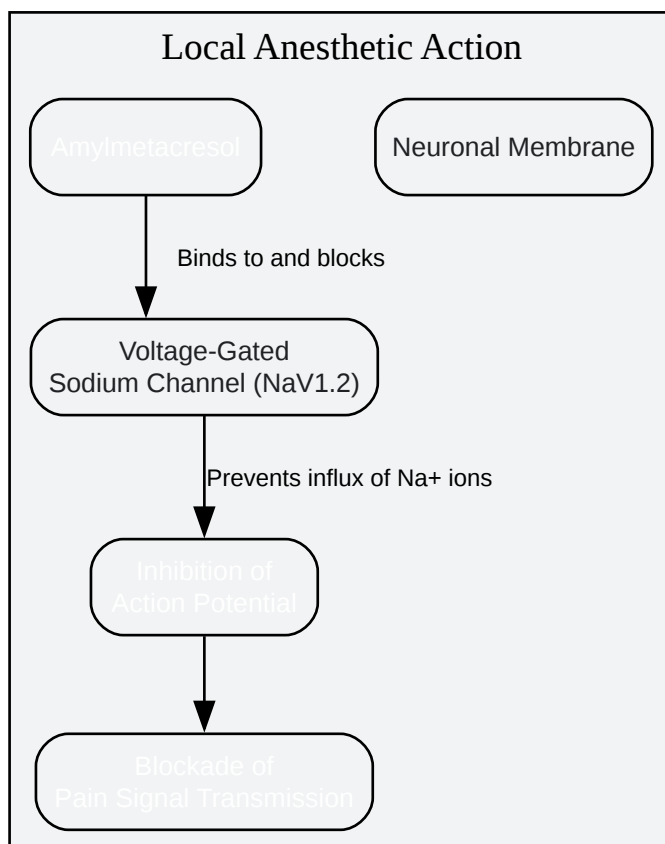 Local Anesthetic Action
Amylmetacresol
Neuronal Membrane
Binds to and blocks
Voltage-Gated
Sodium Channel (NaV1.2)
Prevents influx of Na+ ions
Inhibition of
Action Potential
Blockade of
Pain Signal Transmission